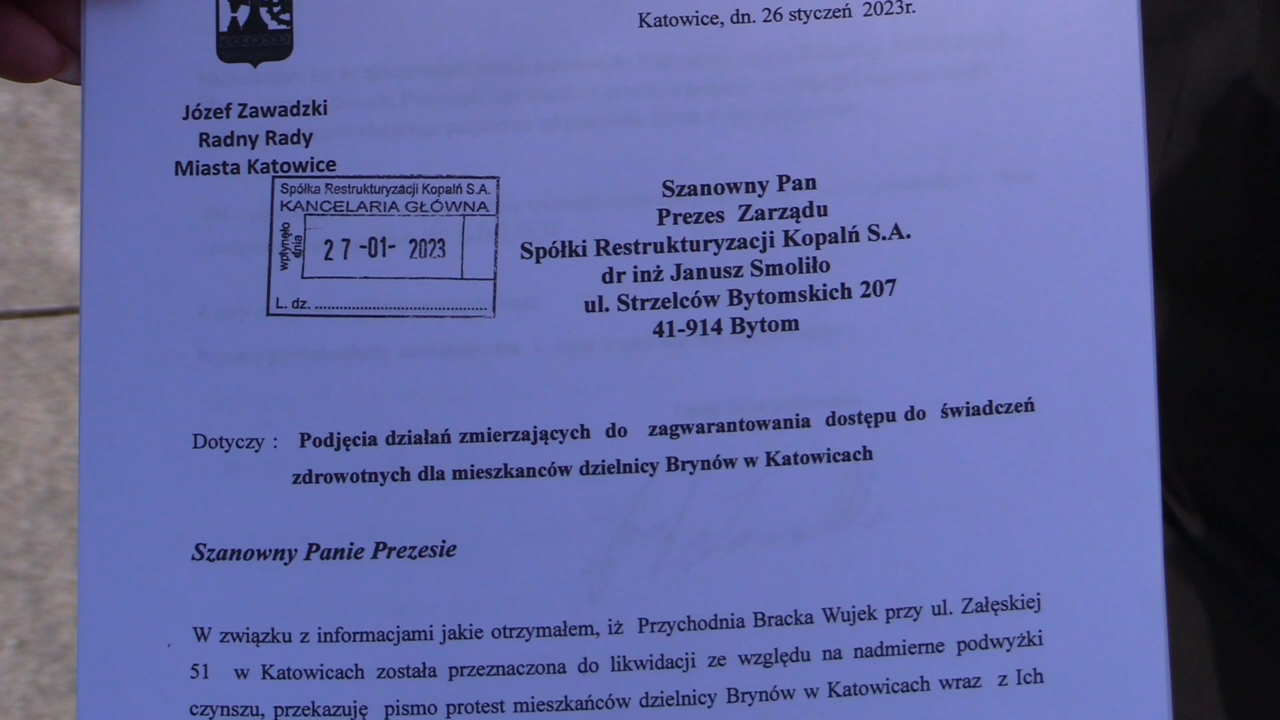 Katowice, dn. 26 styczeń 2023r.
Józef Zawadzki
Radny Rady
Miasta Katowice
Spółka Restrukturyzacji Kopalń S.A.
KANCELARIA GŁÓWNA
wpłynęło
dnia
27-01-2023
L. dz. ............................................
Szanowny Pan
Prezes Zarządu
Spółki Restrukturyzacji Kopalń S.A.
dr inż Janusz Smoliło
ul. Strzelców Bytomskich 207
41-914 Bytom
Dotyczy : Podjęcia działań zmierzających do zagwarantowania dostępu do świadczeń
zdrowotnych dla mieszkanców dzielnicy Brynów w Katowicach
Szanowny Panie Prezesie
W związku z informacjami jakie otrzymałem, iż Przychodnia Bracka Wujek przy ul. Załęskiej
51 w Katowicach została przeznaczona do likwidacji ze względu na nadmierne podwyżki
czynszu, przekazuję pismo protest mieszkańców dzielnicy Brynów w Katowicach wraz z Ich